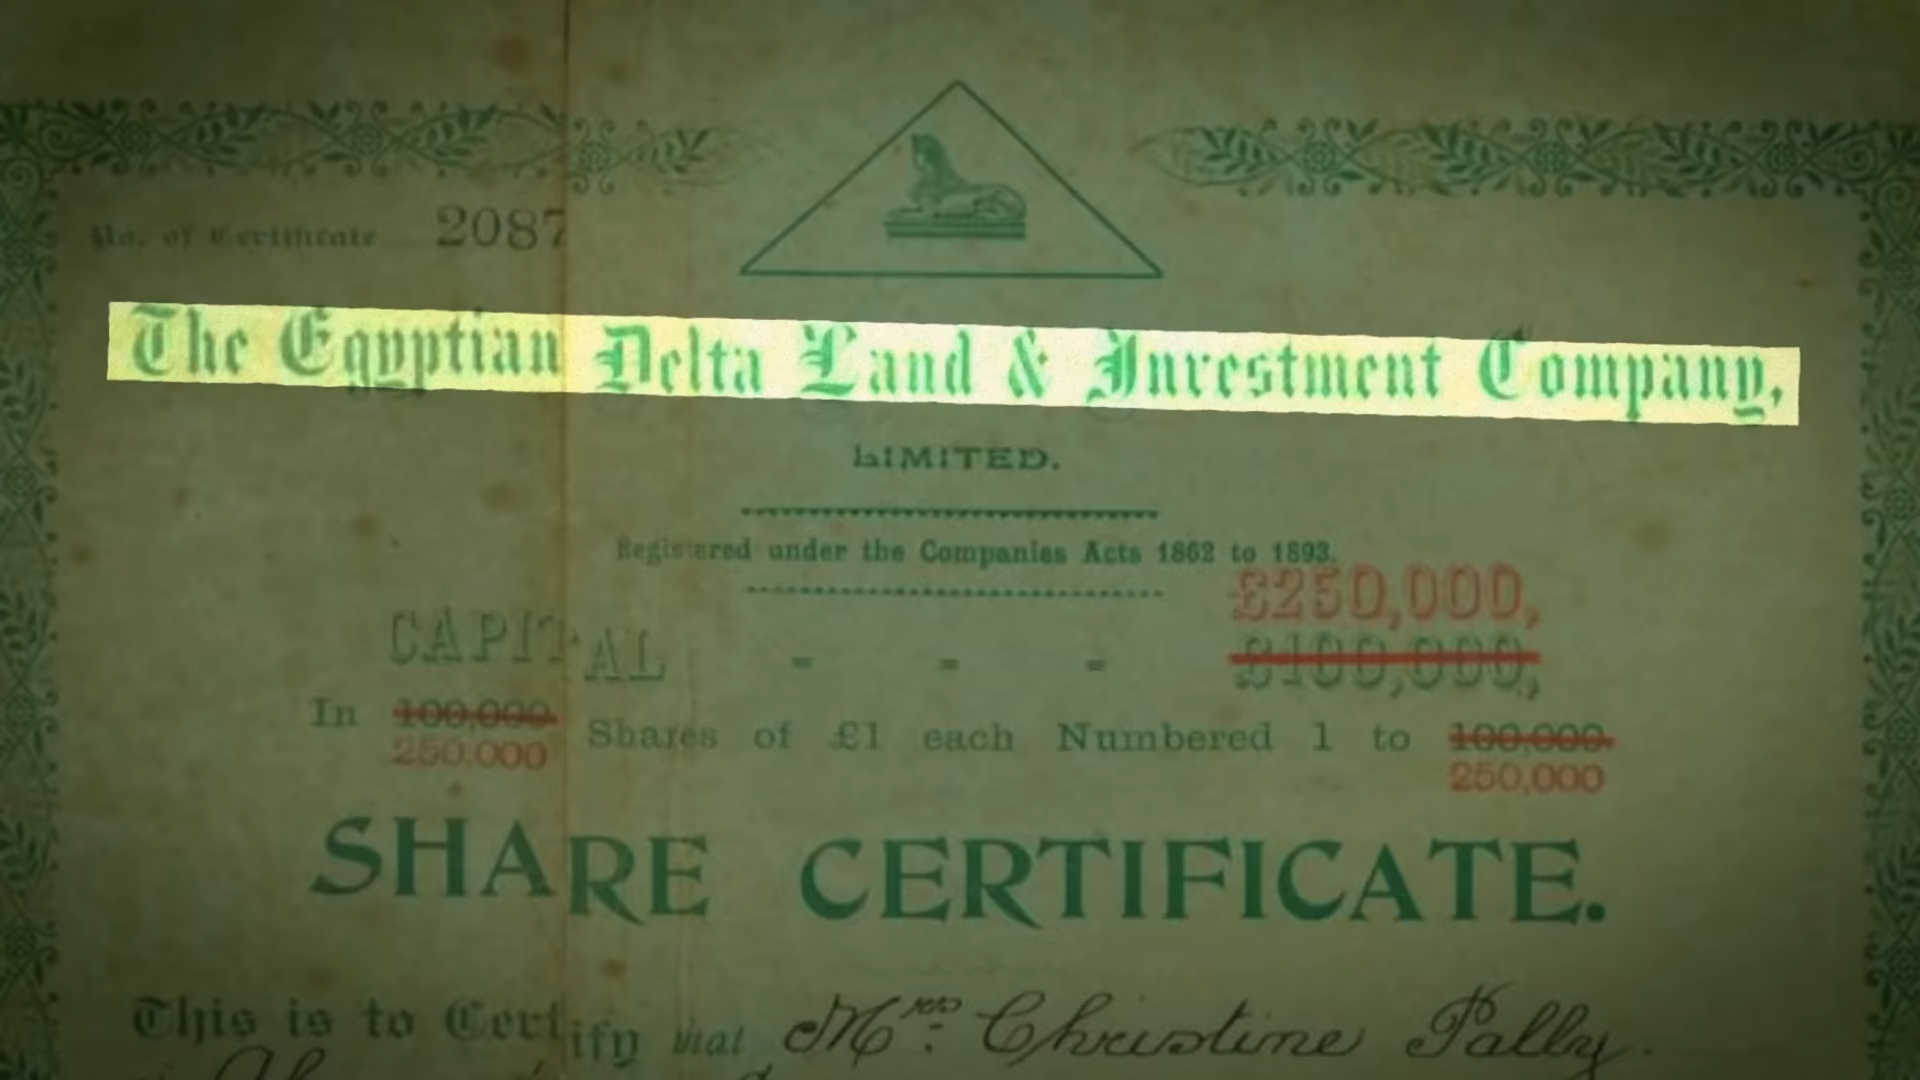 No. of Certificate 2087
The Egyptian Delta Land & Investment Company,
LIMITED.
Registered under the Companies Acts 1862 to 1893.
£250,000,
CAPITAL - - - £100,000,
In 100,000 Shares of £1 each Numbered 1 to 100,000.
250.000 250,000
SHARE CERTIFICATE.
This is to Certify that Mrs: Christine Pally